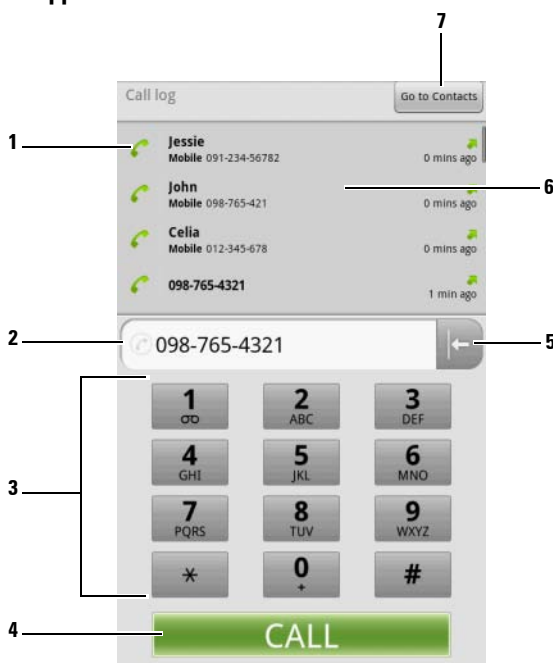 7
Call log
Go to Contacts
1
Jessie
Mobile 091-234-56782
0 mins ago
6
John
Mobile 098-765-421
0 mins ago
Celia
Mobile 012-345-678
0 mins ago
098-765-4321
1 min ago
2
098-765-4321
5
1
2
ABC
3
DEF
3
4
GHI
5
JKL
6
MNO
7
PQRS
8
TUV
9
WXYZ
*
0
+
#
4
CALL